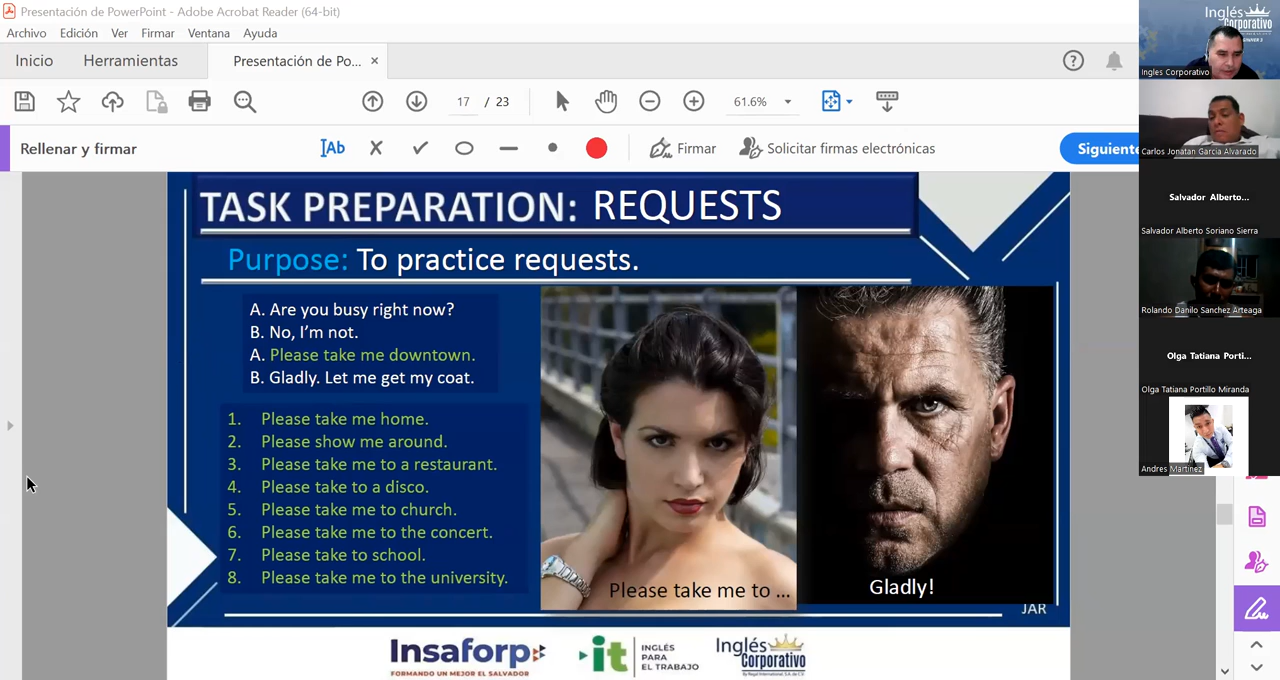 Presentación de PowerPoint - Adobe Acrobat Reader (64-bit)
Archivo Edición Ver Firmar Ventana Ayuda
Inicio Herramientas Presentación de Po... ×
17 / 23 61.6%
Rellenar y firmar Ab Firmar Solicitar firmas electrónicas Siguiente
TASK PREPARATION: REQUESTS
Purpose: To practice requests.
A. Are you busy right now?
B. No, I'm not.
A. Please take me downtown.
B. Gladly. Let me get my coat.
1. Please take me home.
2. Please show me around.
3. Please take me to a restaurant.
4. Please take to a disco.
5. Please take me to church.
6. Please take me to the concert.
7. Please take to school.
8. Please take me to the university.
Please take me to ...
Gladly!
JAR
Insaforp
FORMANDO UN MEJOR EL SALVADOR
it INGLÉS PARA EL TRABAJO
Inglés Corporativo
Inglés
Corporativo
Ingles Corporativo
Carlos Jonatan Garcia Alvarado
Salvador Alberto...
Salvador Alberto Soriano Sierra
Rolando Danilo Sanchez Arteaga
Olga Tatiana Porti...
Olga Tatiana Portillo Miranda
Andres Martinez